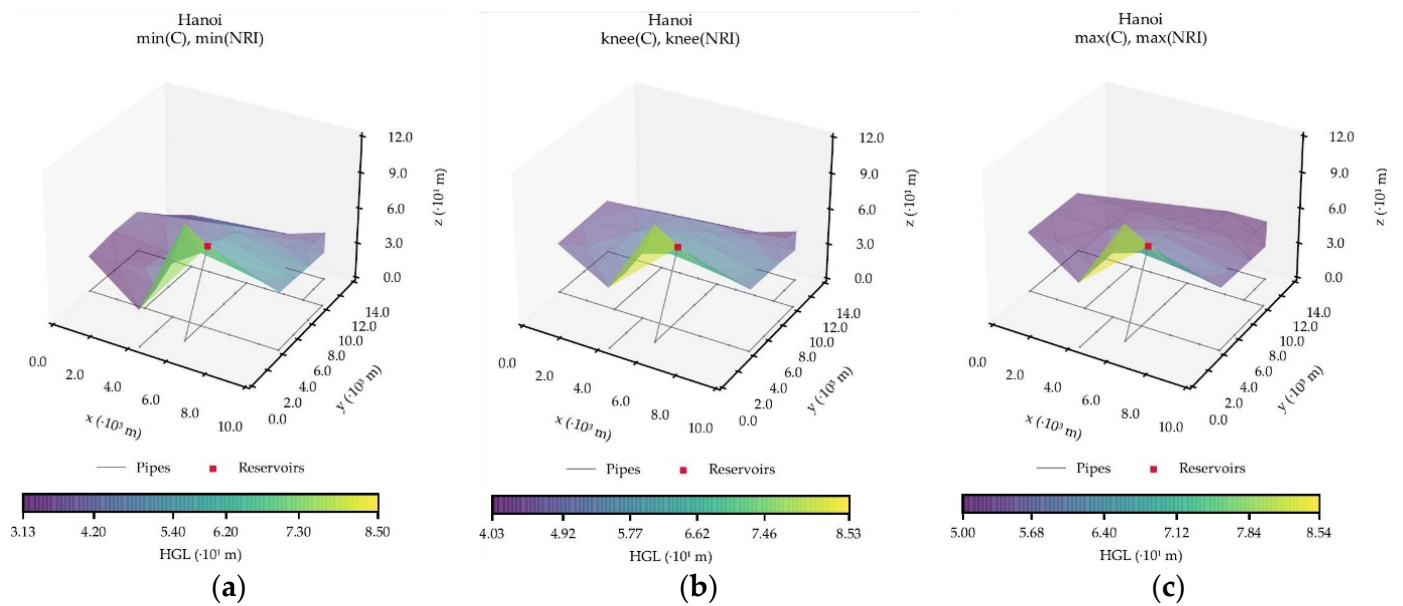 Hanoi
min(C), min(NRI)
12.0
9.0
6.0
3.0
0.0
z (·10¹ m)
14.0
12.0
10.0
8.0
6.0
4.0
2.0
0.0
y (·10³ m)
0.0
2.0
4.0
6.0
8.0
10.0
x (·10³ m)
Pipes Reservoirs
3.13 4.20 5.40 6.20 7.30 8.50
HGL (·10¹ m)
(a)
Hanoi
knee(C), knee(NRI)
12.0
9.0
6.0
3.0
0.0
z (·10¹ m)
14.0
12.0
10.0
8.0
6.0
4.0
2.0
0.0
y (·10³ m)
0.0
2.0
4.0
6.0
8.0
10.0
x (·10³ m)
Pipes Reservoirs
4.03 4.92 5.77 6.62 7.46 8.53
HGL (·10¹ m)
(b)
Hanoi
max(C), max(NRI)
12.0
9.0
6.0
3.0
0.0
z (·10¹ m)
14.0
12.0
10.0
8.0
6.0
4.0
2.0
0.0
y (·10³ m)
0.0
2.0
4.0
6.0
8.0
10.0
x (·10³ m)
Pipes Reservoirs
5.00 5.68 6.40 7.12 7.84 8.54
HGL (·10¹ m)
(c)